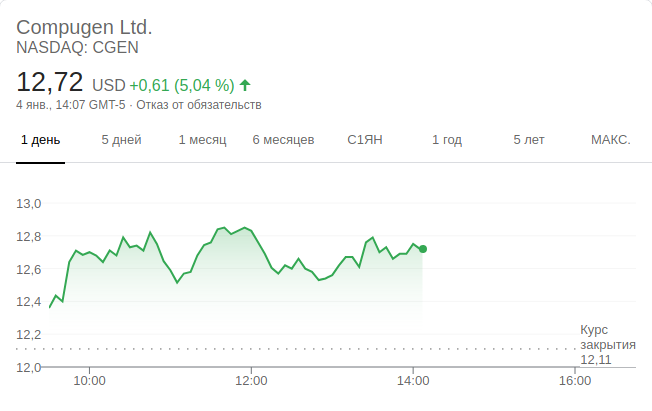 Compugen Ltd.
NASDAQ: CGEN
12,72 USD +0,61 (5,04 %)
4 янв., 14:07 GMT-5 · Отказ от обязательств
1 день 5 дней 1 месяц 6 месяцев С1ЯН 1 год 5 лет МАКС.
13,0
12,8
12,6
12,4
12,2
12,0
Курс
закрытия
12,11
10:00 12:00 14:00 16:00